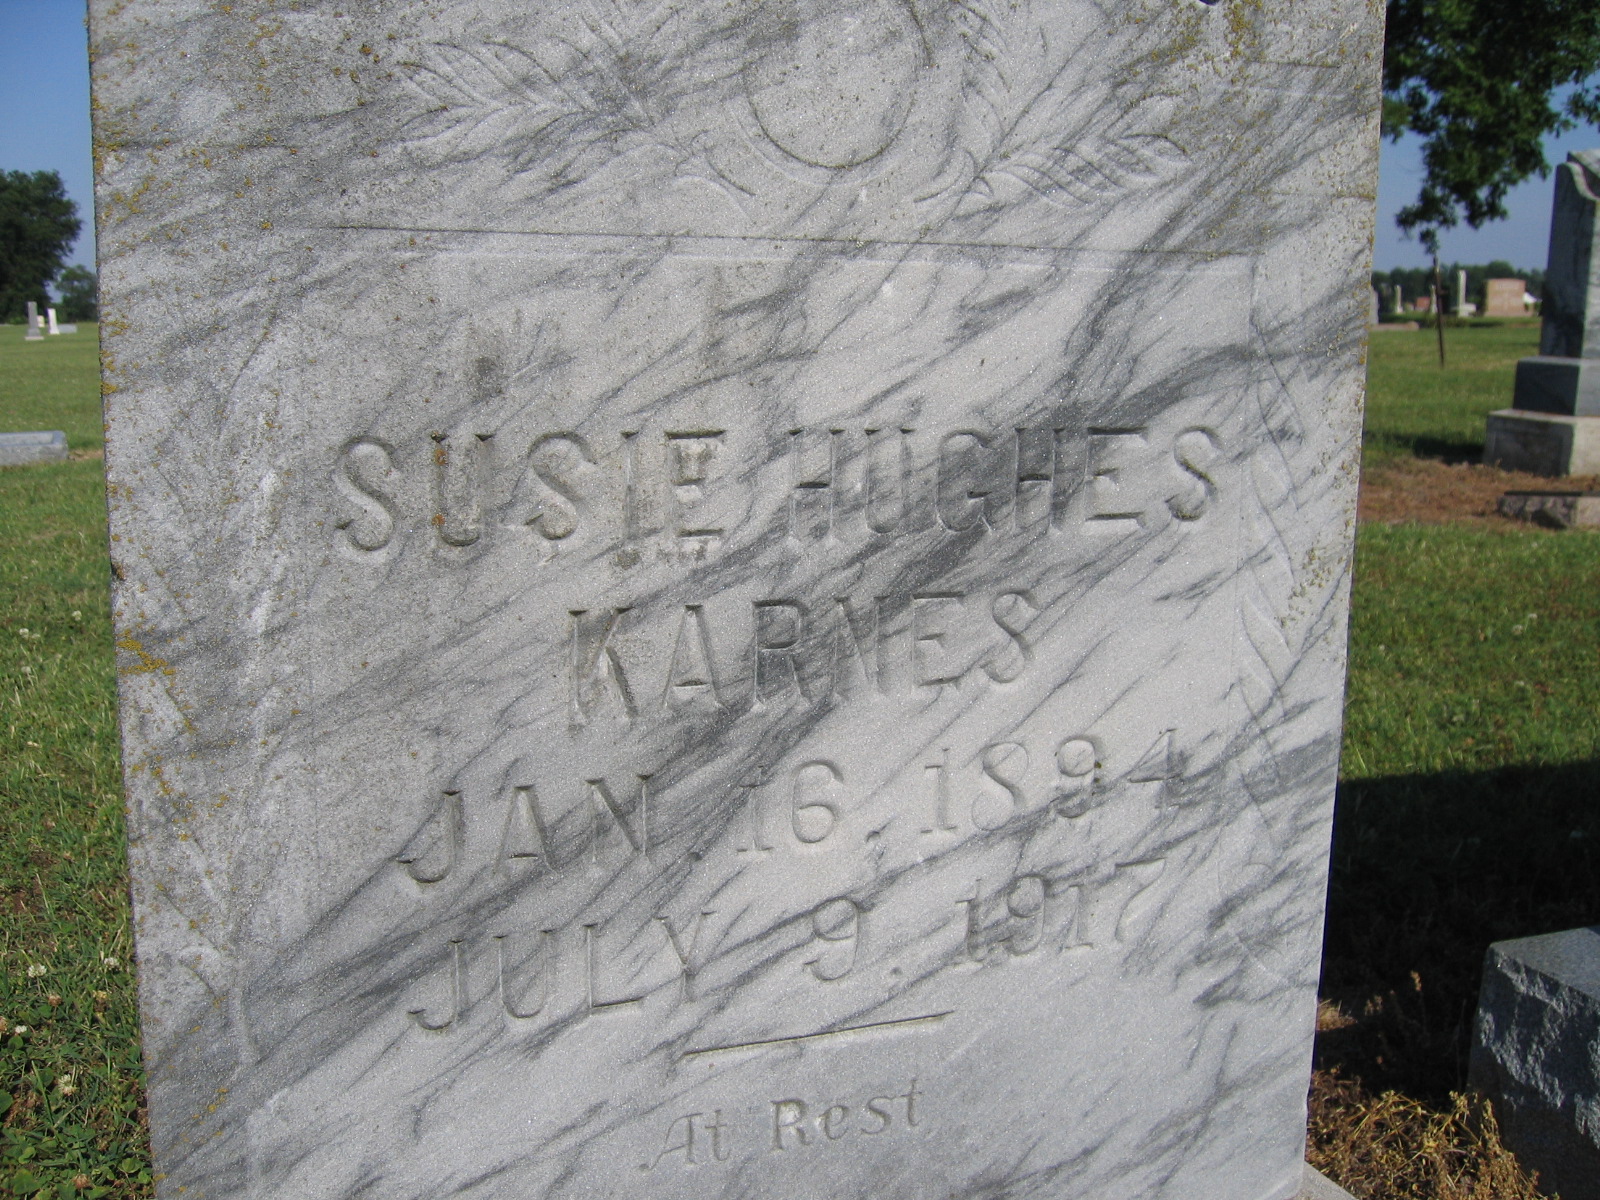 SUSIE HUGHES
KARNES
JAN. 16, 1894
JULY 9, 1917
At Rest